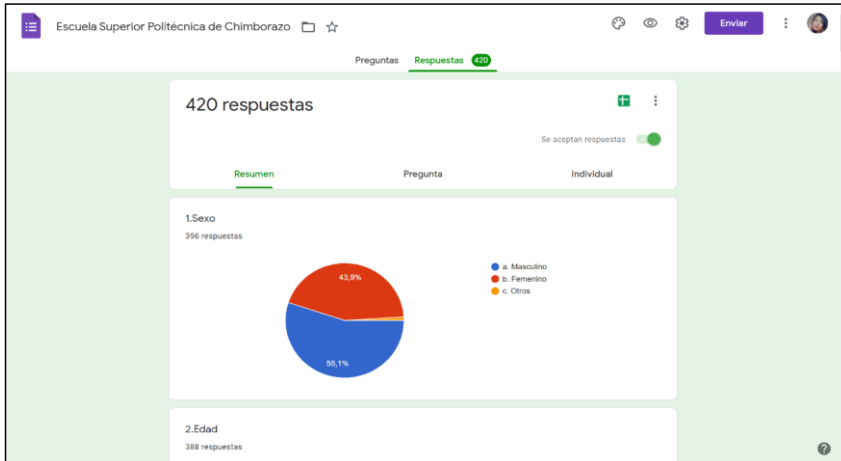 Escuela Superior Politécnica de Chimborazo
Enviar
Preguntas Respuestas 420
420 respuestas
Se aceptan respuestas
Resumen Pregunta Individual
1.Sexo
396 respuestas
43,9%
55,1%
a. Masculino
b. Femenino
c. Otros
2.Edad
388 respuestas